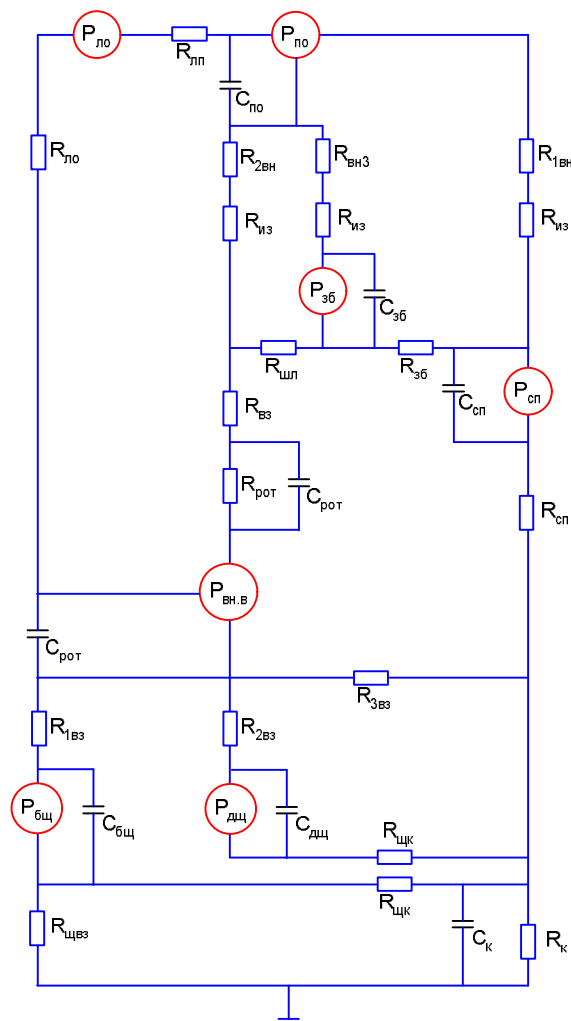 Pло
Rлп
Pпо
Cпо
Rло
R2вн
Rвн3
R1вн
Rиз
Rиз
Rиз
Pзб
Cзб
Rшл
Rзб
Pсп
Cсп
Rвз
Rрот
Cрот
Rсп
Pвн.в
Cрот
R3вз
R1вз
R2вз
Pбщ
Cбщ
Pдщ
Cдщ
Rщк
Rщк
Rщвз
Cк
Rк